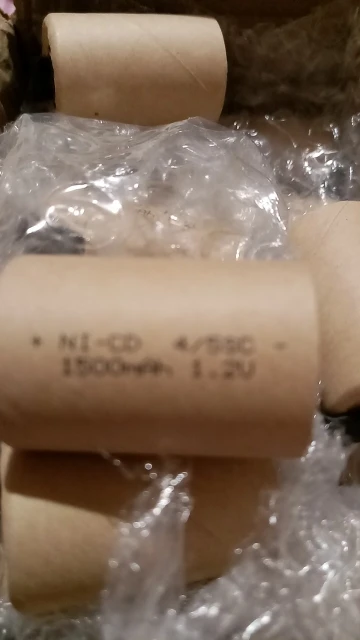 + NI-CD 4/5SC -
1500mAh 1.2V